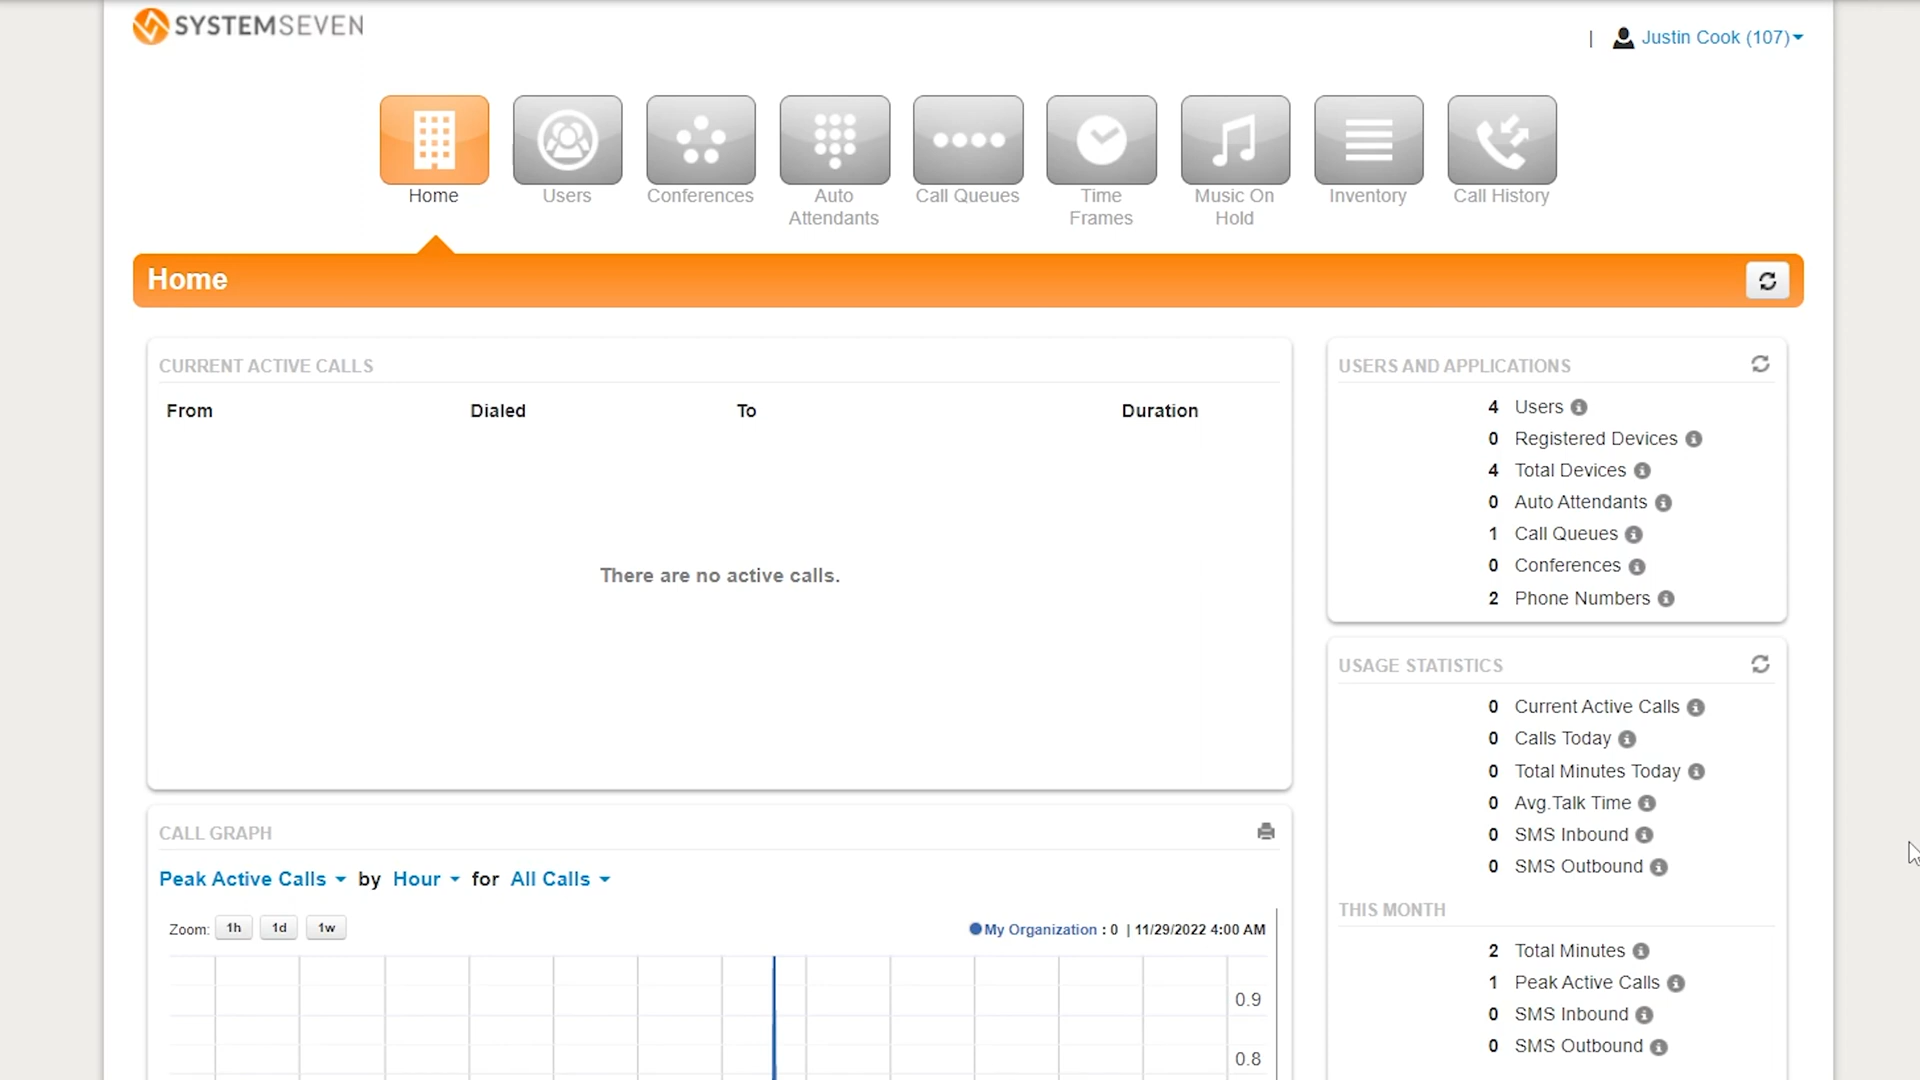 SYSTEMSEVEN
| Justin Cook (107)
Home
Users
Conferences
Auto
Attendants
Call Queues
Time
Frames
Music On
Hold
Inventory
Call History
Home
CURRENT ACTIVE CALLS
From Dialed To Duration
There are no active calls.
CALL GRAPH
Peak Active Calls by Hour for All Calls
Zoom: 1h 1d 1w
My Organization : 0 | 11/29/2022 4:00 AM
0.9
0.8
USERS AND APPLICATIONS
4 Users
0 Registered Devices
4 Total Devices
0 Auto Attendants
1 Call Queues
0 Conferences
2 Phone Numbers
USAGE STATISTICS
0 Current Active Calls
0 Calls Today
0 Total Minutes Today
0 Avg.Talk Time
0 SMS Inbound
0 SMS Outbound
THIS MONTH
2 Total Minutes
1 Peak Active Calls
0 SMS Inbound
0 SMS Outbound